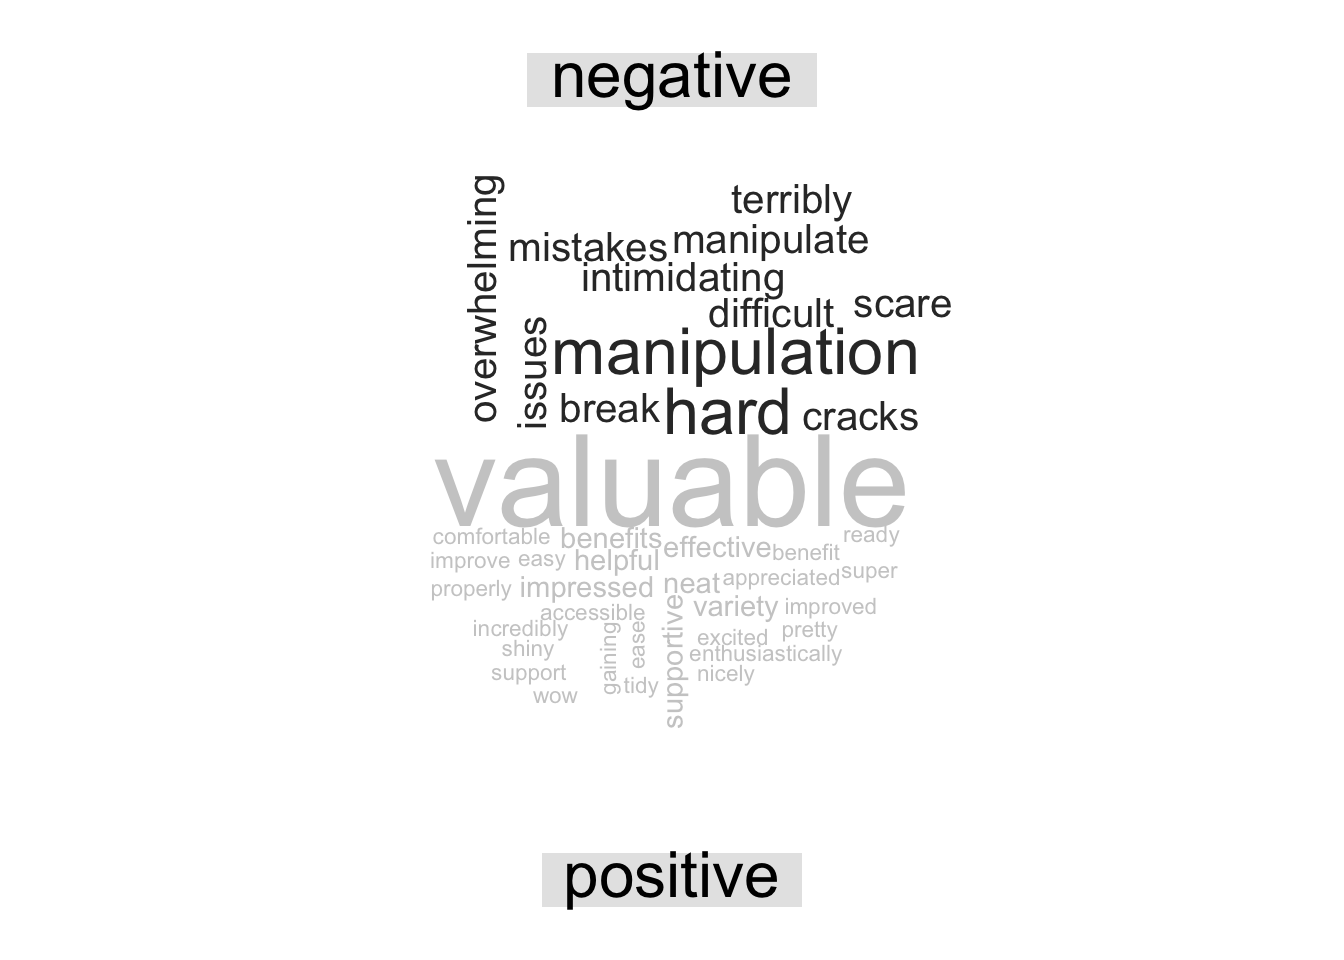 negative
overwhelming
terribly
mistakes
manipulate
intimidating
difficult
scare
issues
manipulation
break
hard
cracks
valuable
comfortable
benefits
effective
benefit
ready
improve
easy
helpful
properly
impressed
neat
appreciated
super
accessible
variety
improved
incredibly
gaining
ease
supportive
excited
pretty
shiny
enthusiastically
support
tidy
nicely
wow
positive